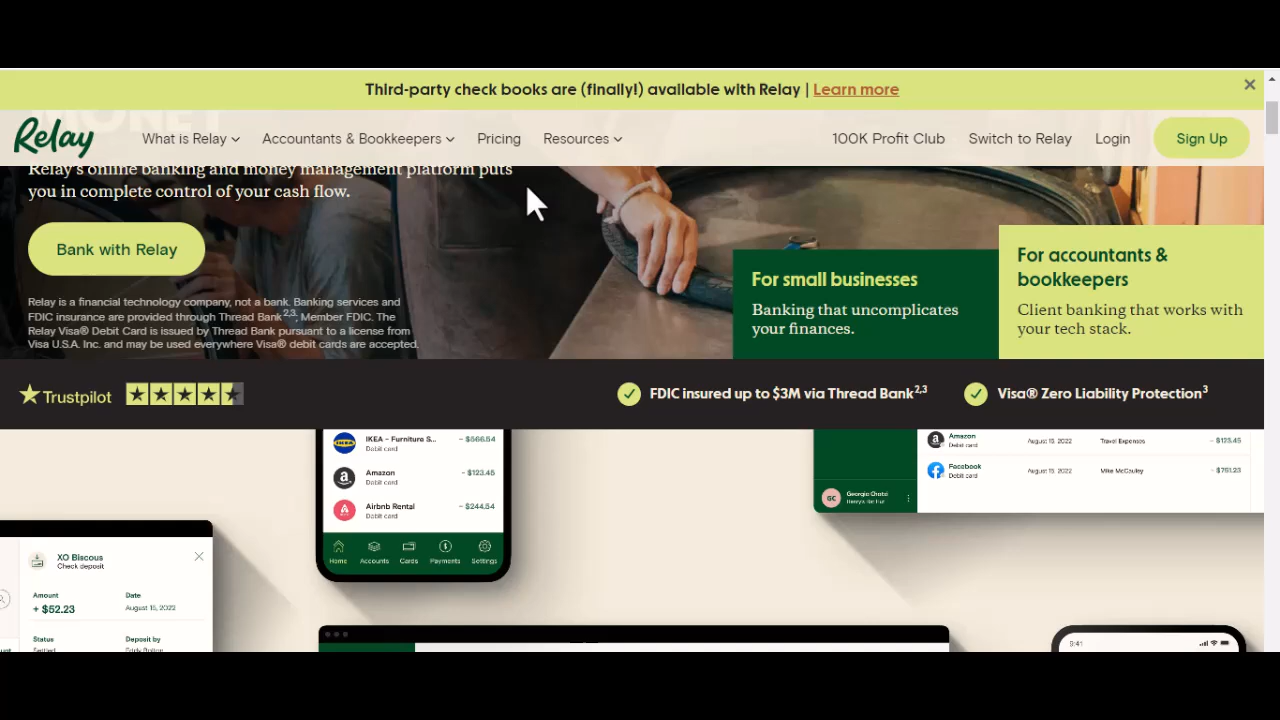 Third-party check books are (finally!) available with Relay | Learn more
MONEY
Relay
What is Relay
Accountants & Bookkeepers
Pricing
Resources
100K Profit Club
Switch to Relay
Login
Sign Up
Relay's online banking and money management platform puts
you in complete control of your cash flow.
Bank with Relay
Relay is a financial technology company, not a bank. Banking services and
FDIC insurance are provided through Thread Bank2,3, Member FDIC. The
Relay Visa® Debit Card is issued by Thread Bank pursuant to a license from
Visa U.S.A. Inc. and may be used everywhere Visa® debit cards are accepted.
For small businesses
Banking that uncomplicates
your finances.
For accountants &
bookkeepers
Client banking that works with
your tech stack.
Trustpilot
FDIC insured up to $3M via Thread Bank2,3
Visa® Zero Liability Protection3
IKEA - Furniture S... - $566.54
Debit card
Amazon - $123.45
Debit card
Airbnb Rental - $244.54
Debit card
Home Accounts Cards Payments Settings
Amazon August 15, 2022 Travel Expenses - $123.45
Debit card
Facebook August 15, 2022 Mike McCauley - $751.23
Debit card
GC
XO Biscous
Check deposit
Amount Date
+ $52.23 August 15, 2022
Status Deposit by
9:41